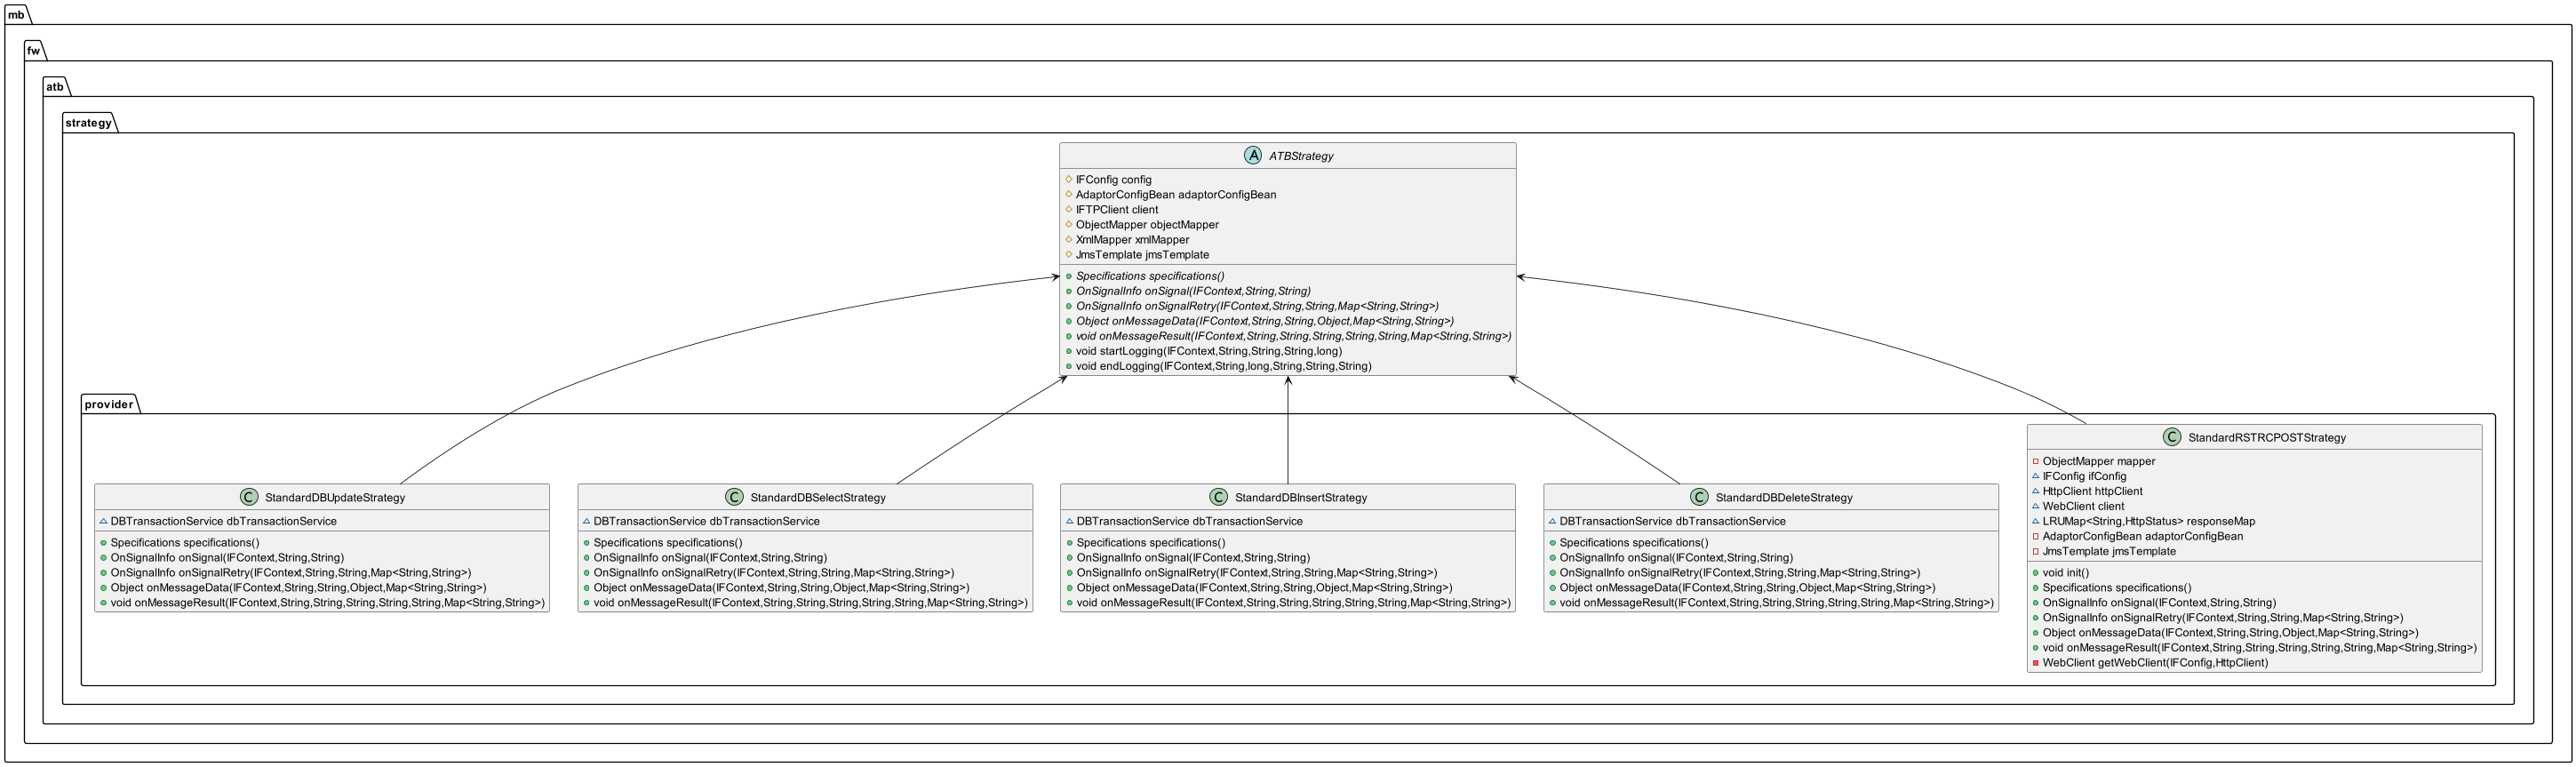 mb
fw
atb
strategy
A ATBStrategy
IFConfig config
AdaptorConfigBean adaptorConfigBean
IFTPClient client
ObjectMapper objectMapper
XmlMapper xmlMapper
JmsTemplate jmsTemplate
Specifications specifications()
OnSignalInfo onSignal(IFContext,String,String)
OnSignalInfo onSignalRetry(IFContext,String,String,Map<String,String>)
Object onMessageData(IFContext,String,String,Object,Map<String,String>)
void onMessageResult(IFContext,String,String,String,String,String,Map<String,String>)
void startLogging(IFContext,String,String,String,long)
void endLogging(IFContext,String,long,String,String,String)
provider
C StandardDBUpdateStrategy
DBTransactionService dbTransactionService
Specifications specifications()
OnSignalInfo onSignal(IFContext,String,String)
OnSignalInfo onSignalRetry(IFContext,String,String,Map<String,String>)
Object onMessageData(IFContext,String,String,Object,Map<String,String>)
void onMessageResult(IFContext,String,String,String,String,String,Map<String,String>)
C StandardDBSelectStrategy
DBTransactionService dbTransactionService
Specifications specifications()
OnSignalInfo onSignal(IFContext,String,String)
OnSignalInfo onSignalRetry(IFContext,String,String,Map<String,String>)
Object onMessageData(IFContext,String,String,Object,Map<String,String>)
void onMessageResult(IFContext,String,String,String,String,String,Map<String,String>)
C StandardDBInsertStrategy
DBTransactionService dbTransactionService
Specifications specifications()
OnSignalInfo onSignal(IFContext,String,String)
OnSignalInfo onSignalRetry(IFContext,String,String,Map<String,String>)
Object onMessageData(IFContext,String,String,Object,Map<String,String>)
void onMessageResult(IFContext,String,String,String,String,String,Map<String,String>)
C StandardDBDeleteStrategy
DBTransactionService dbTransactionService
Specifications specifications()
OnSignalInfo onSignal(IFContext,String,String)
OnSignalInfo onSignalRetry(IFContext,String,String,Map<String,String>)
Object onMessageData(IFContext,String,String,Object,Map<String,String>)
void onMessageResult(IFContext,String,String,String,String,String,Map<String,String>)
C StandardRSTRCPOSTStrategy
ObjectMapper mapper
IFConfig ifConfig
HttpClient httpClient
WebClient client
LRUMap<String,HttpStatus> responseMap
AdaptorConfigBean adaptorConfigBean
JmsTemplate jmsTemplate
void init()
Specifications specifications()
OnSignalInfo onSignal(IFContext,String,String)
OnSignalInfo onSignalRetry(IFContext,String,String,Map<String,String>)
Object onMessageData(IFContext,String,String,Object,Map<String,String>)
void onMessageResult(IFContext,String,String,String,String,String,Map<String,String>)
WebClient getWebClient(IFConfig,HttpClient)